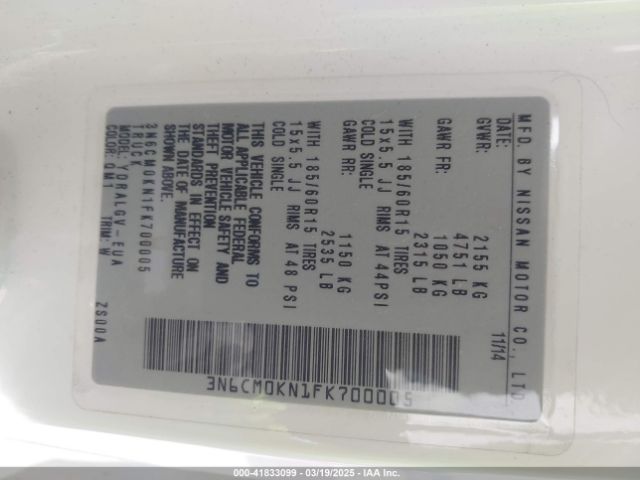 MFD. BY NISSAN MOTOR CO., LTD.
DATE: 11/14
GVWR: 2155 KG
4751 LB
GAWR FR: 1050 KG
2315 LB
WITH 185/60R15 TIRES
15x5.5 JJ RIMS AT 44PSI
COLD SINGLE
GAWR RR: 1150 KG
2535 LB
WITH 185/60R15 TIRES
15x5.5 JJ RIMS AT 48 PSI
COLD SINGLE
THIS VEHICLE CONFORMS TO
ALL APPLICABLE FEDERAL
MOTOR VEHICLE SAFETY AND
THEFT PREVENTION
STANDARDS IN EFFECT ON
THE DATE OF MANUFACTURE
SHOWN ABOVE.
3N6CM0KN1FK700005
TRUCK
MODEL: YDRALGV-EUA
COLOR: QM1 TRIM: W ZS00A
3N6CM0KN1FK700005
000-41833099 - 03/19/2025 - IAA Inc.